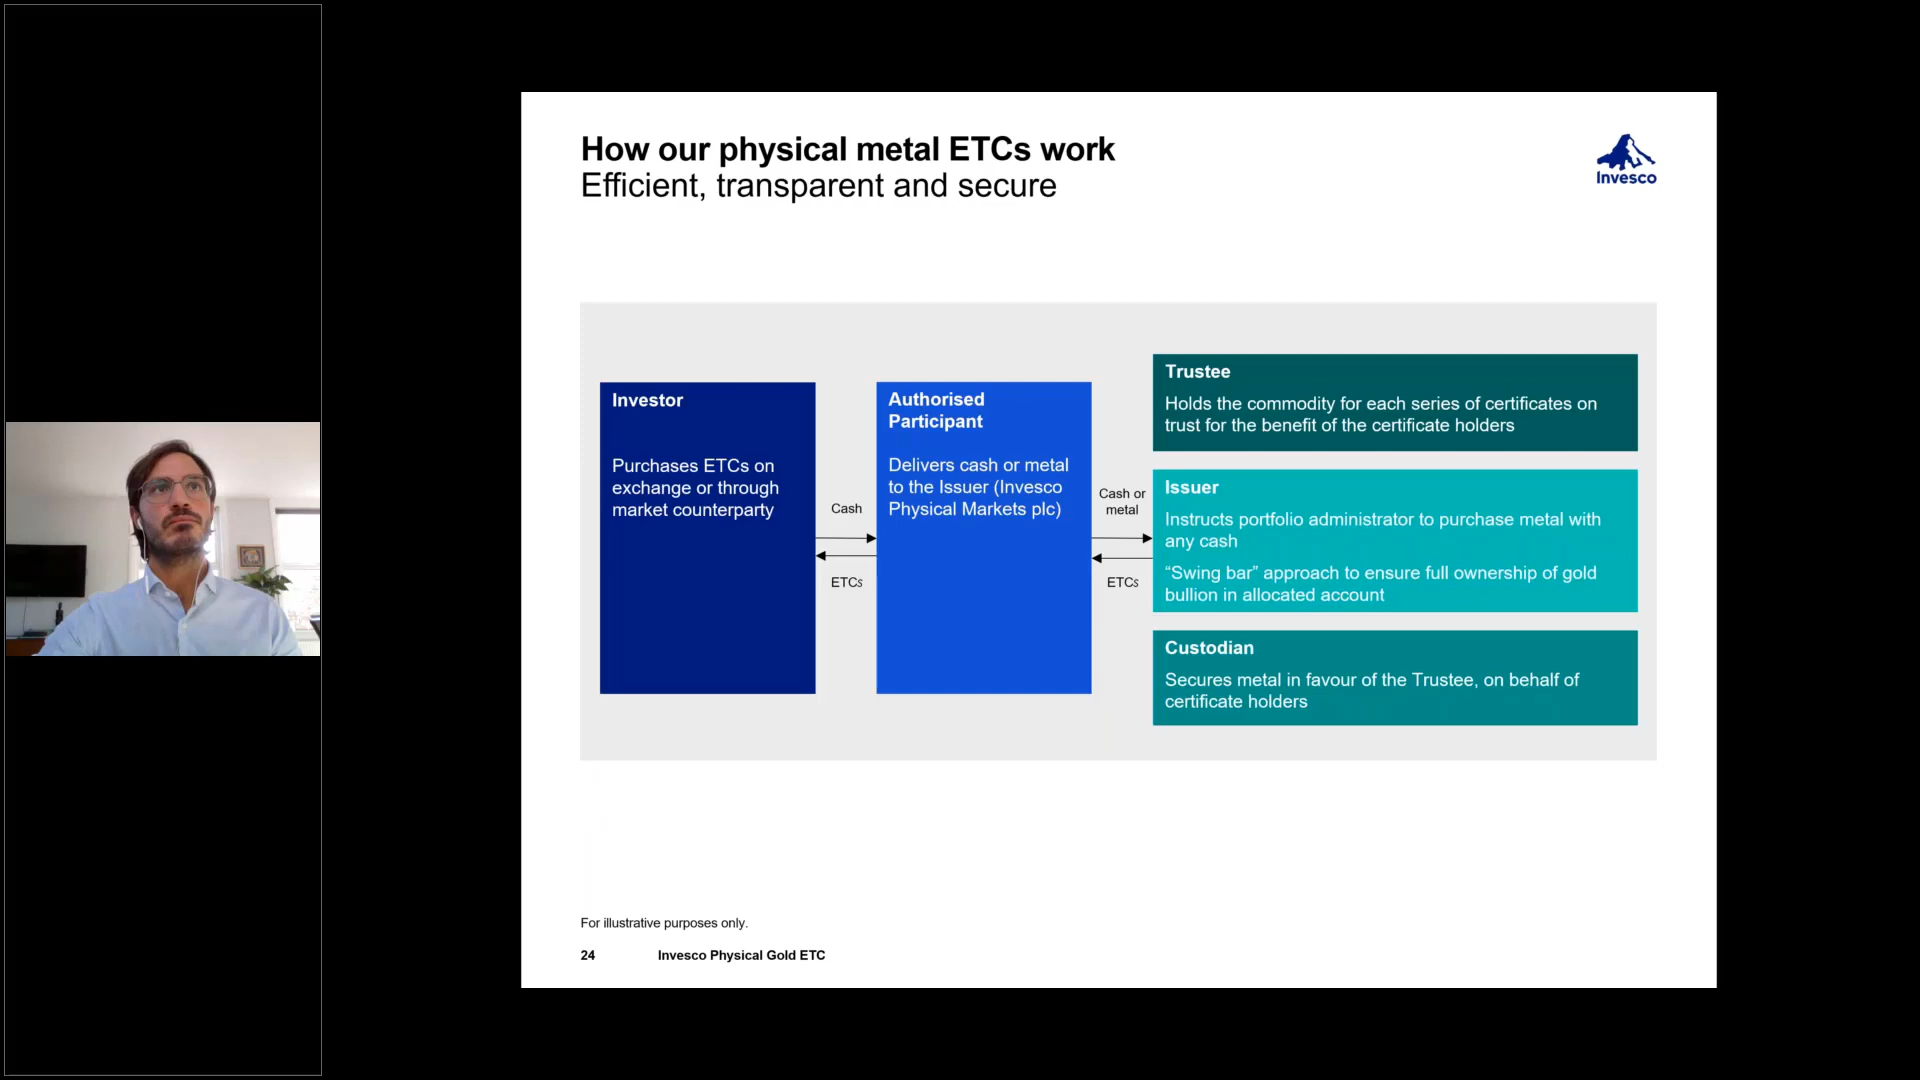 How our physical metal ETCs work
Efficient, transparent and secure
Invesco
Investor
Purchases ETCs on
exchange or through
market counterparty
Cash
ETCs
Authorised
Participant
Delivers cash or metal
to the Issuer (Invesco
Physical Markets plc)
Cash or
metal
ETCs
Trustee
Holds the commodity for each series of certificates on
trust for the benefit of the certificate holders
Issuer
Instructs portfolio administrator to purchase metal with
any cash
“Swing bar” approach to ensure full ownership of gold
bullion in allocated account
Custodian
Secures metal in favour of the Trustee, on behalf of
certificate holders
For illustrative purposes only.
24 Invesco Physical Gold ETC